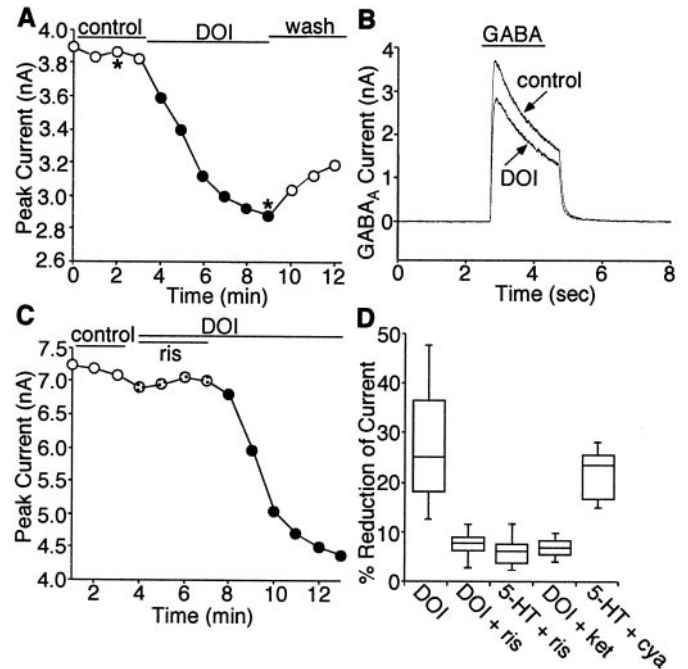 A
control DOI wash
4.0
3.8
3.6
3.4
3.2
3.0
2.8
2.6
Peak Current (nA)
*
*
0 2 4 6 8 10 12
Time (min)
B
GABA
4
3
2
1
0
GABAA Current (nA)
control
DOI
0 2 4 6 8
Time (sec)
C
DOI
control
ris
7.5
7.0
6.5
6.0
5.5
5.0
4.5
4.0
Peak Current (nA)
2 4 6 8 10 12
Time (min)
D
50
40
30
20
10
0
% Reduction of Current
DOI
DOI + ris
5-HT + ris
DOI + ket
5-HT + cya